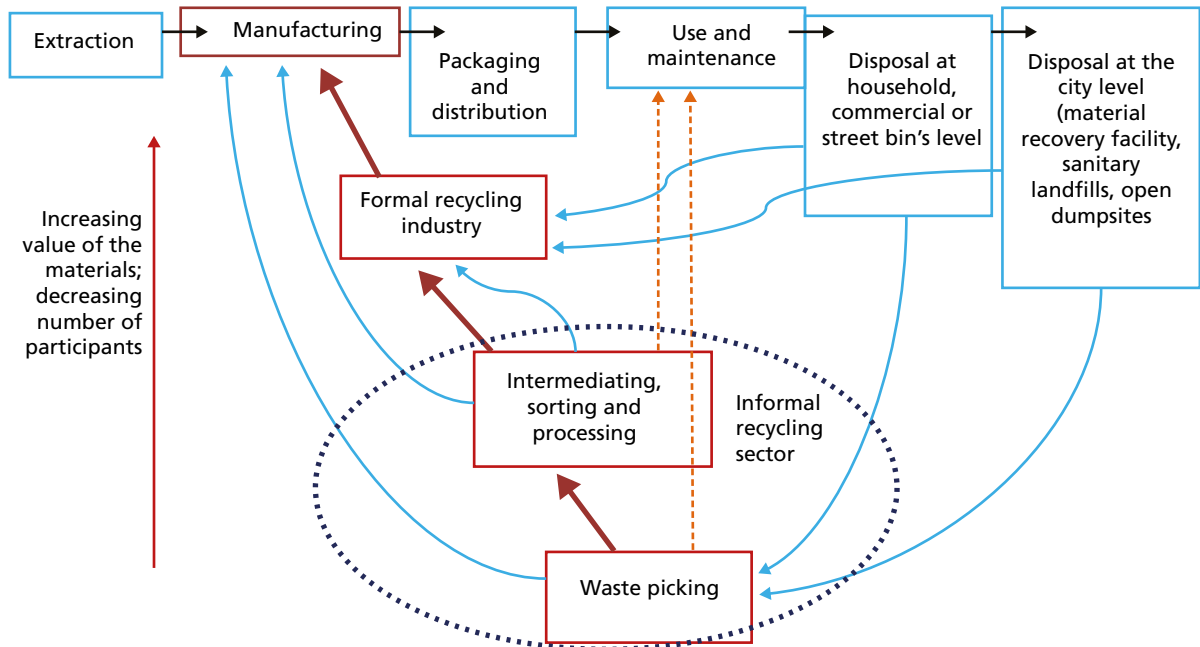 Extraction
Manufacturing
Packaging
and
distribution
Use and
maintenance
Disposal at
household,
commercial or
street bin's level
Disposal at the
city level
(material
recovery facility,
sanitary
landfills, open
dumpsites
Formal recycling
industry
Increasing
value of the
materials;
decreasing
number of
participants
Intermediating,
sorting and
processing
Informal
recycling
sector
Waste picking